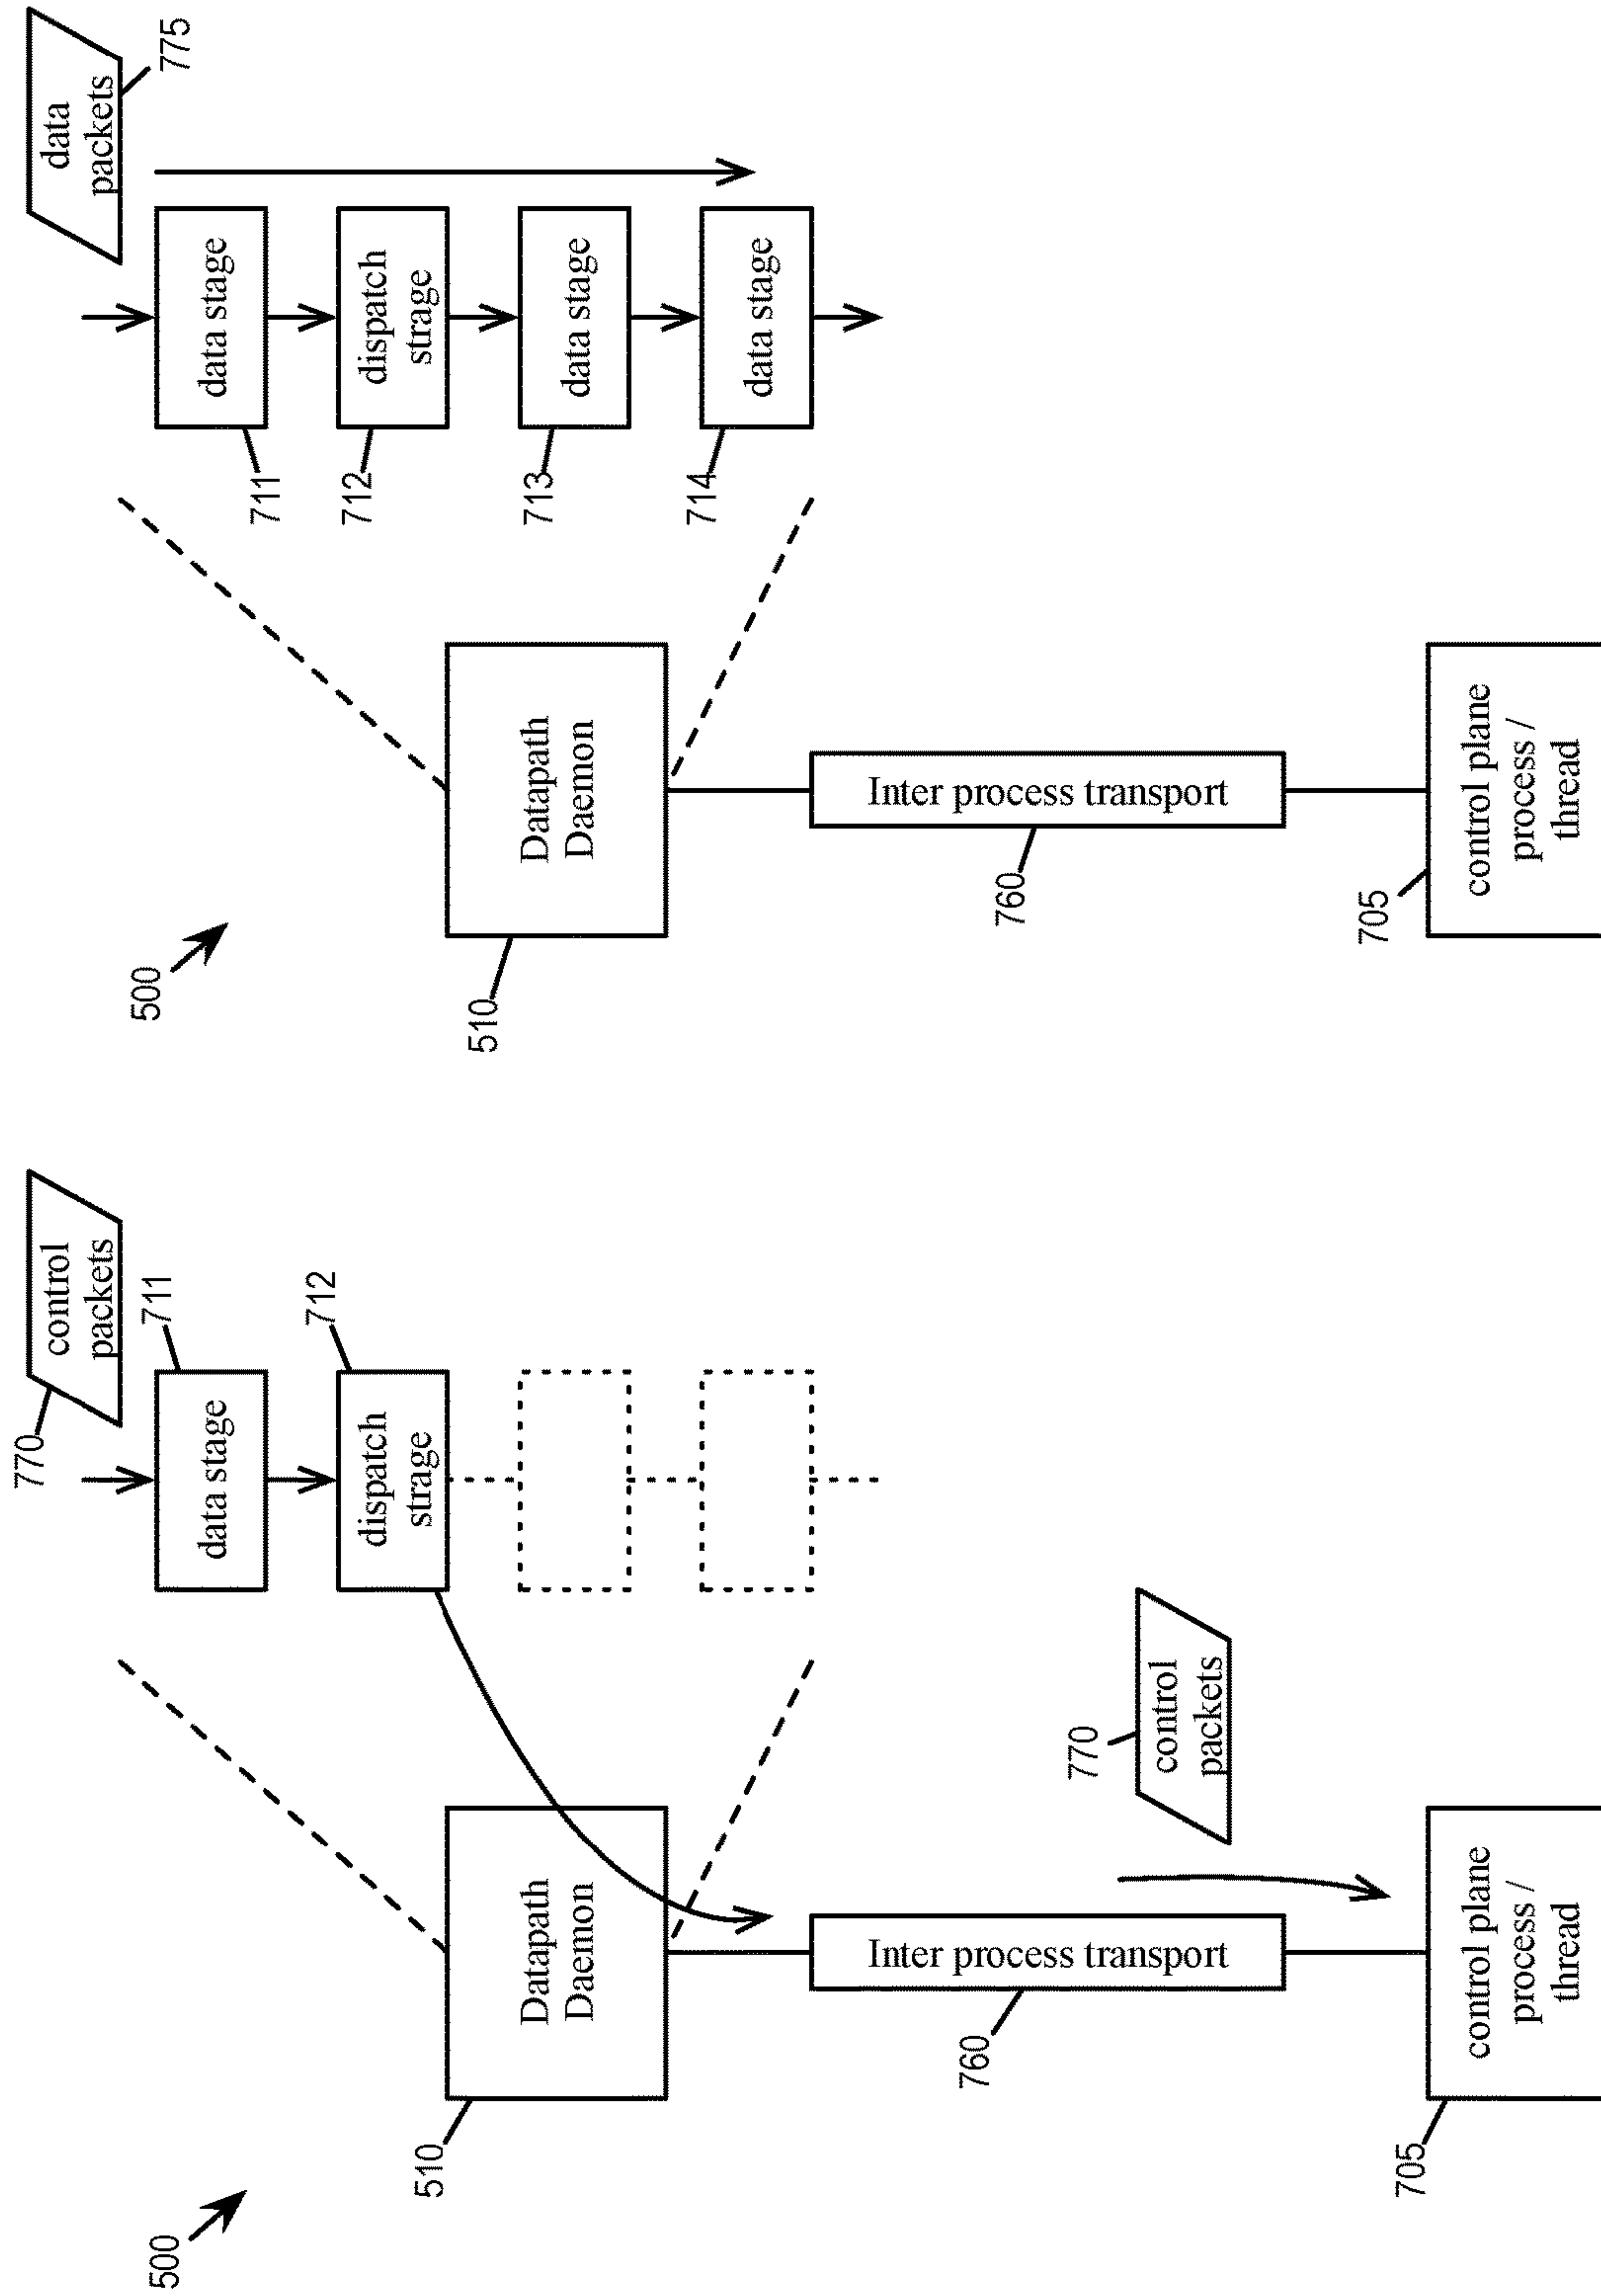 500
770
control
packets
711
data stage
712
dispatch
strage
510
Datapath
Daemon
760
Inter process transport
770
control
packets
705
control plane
process /
thread
500
data
packets
775
711
data stage
712
dispatch
strage
713
data stage
714
data stage
510
Datapath
Daemon
760
Inter process transport
705
control plane
process /
thread